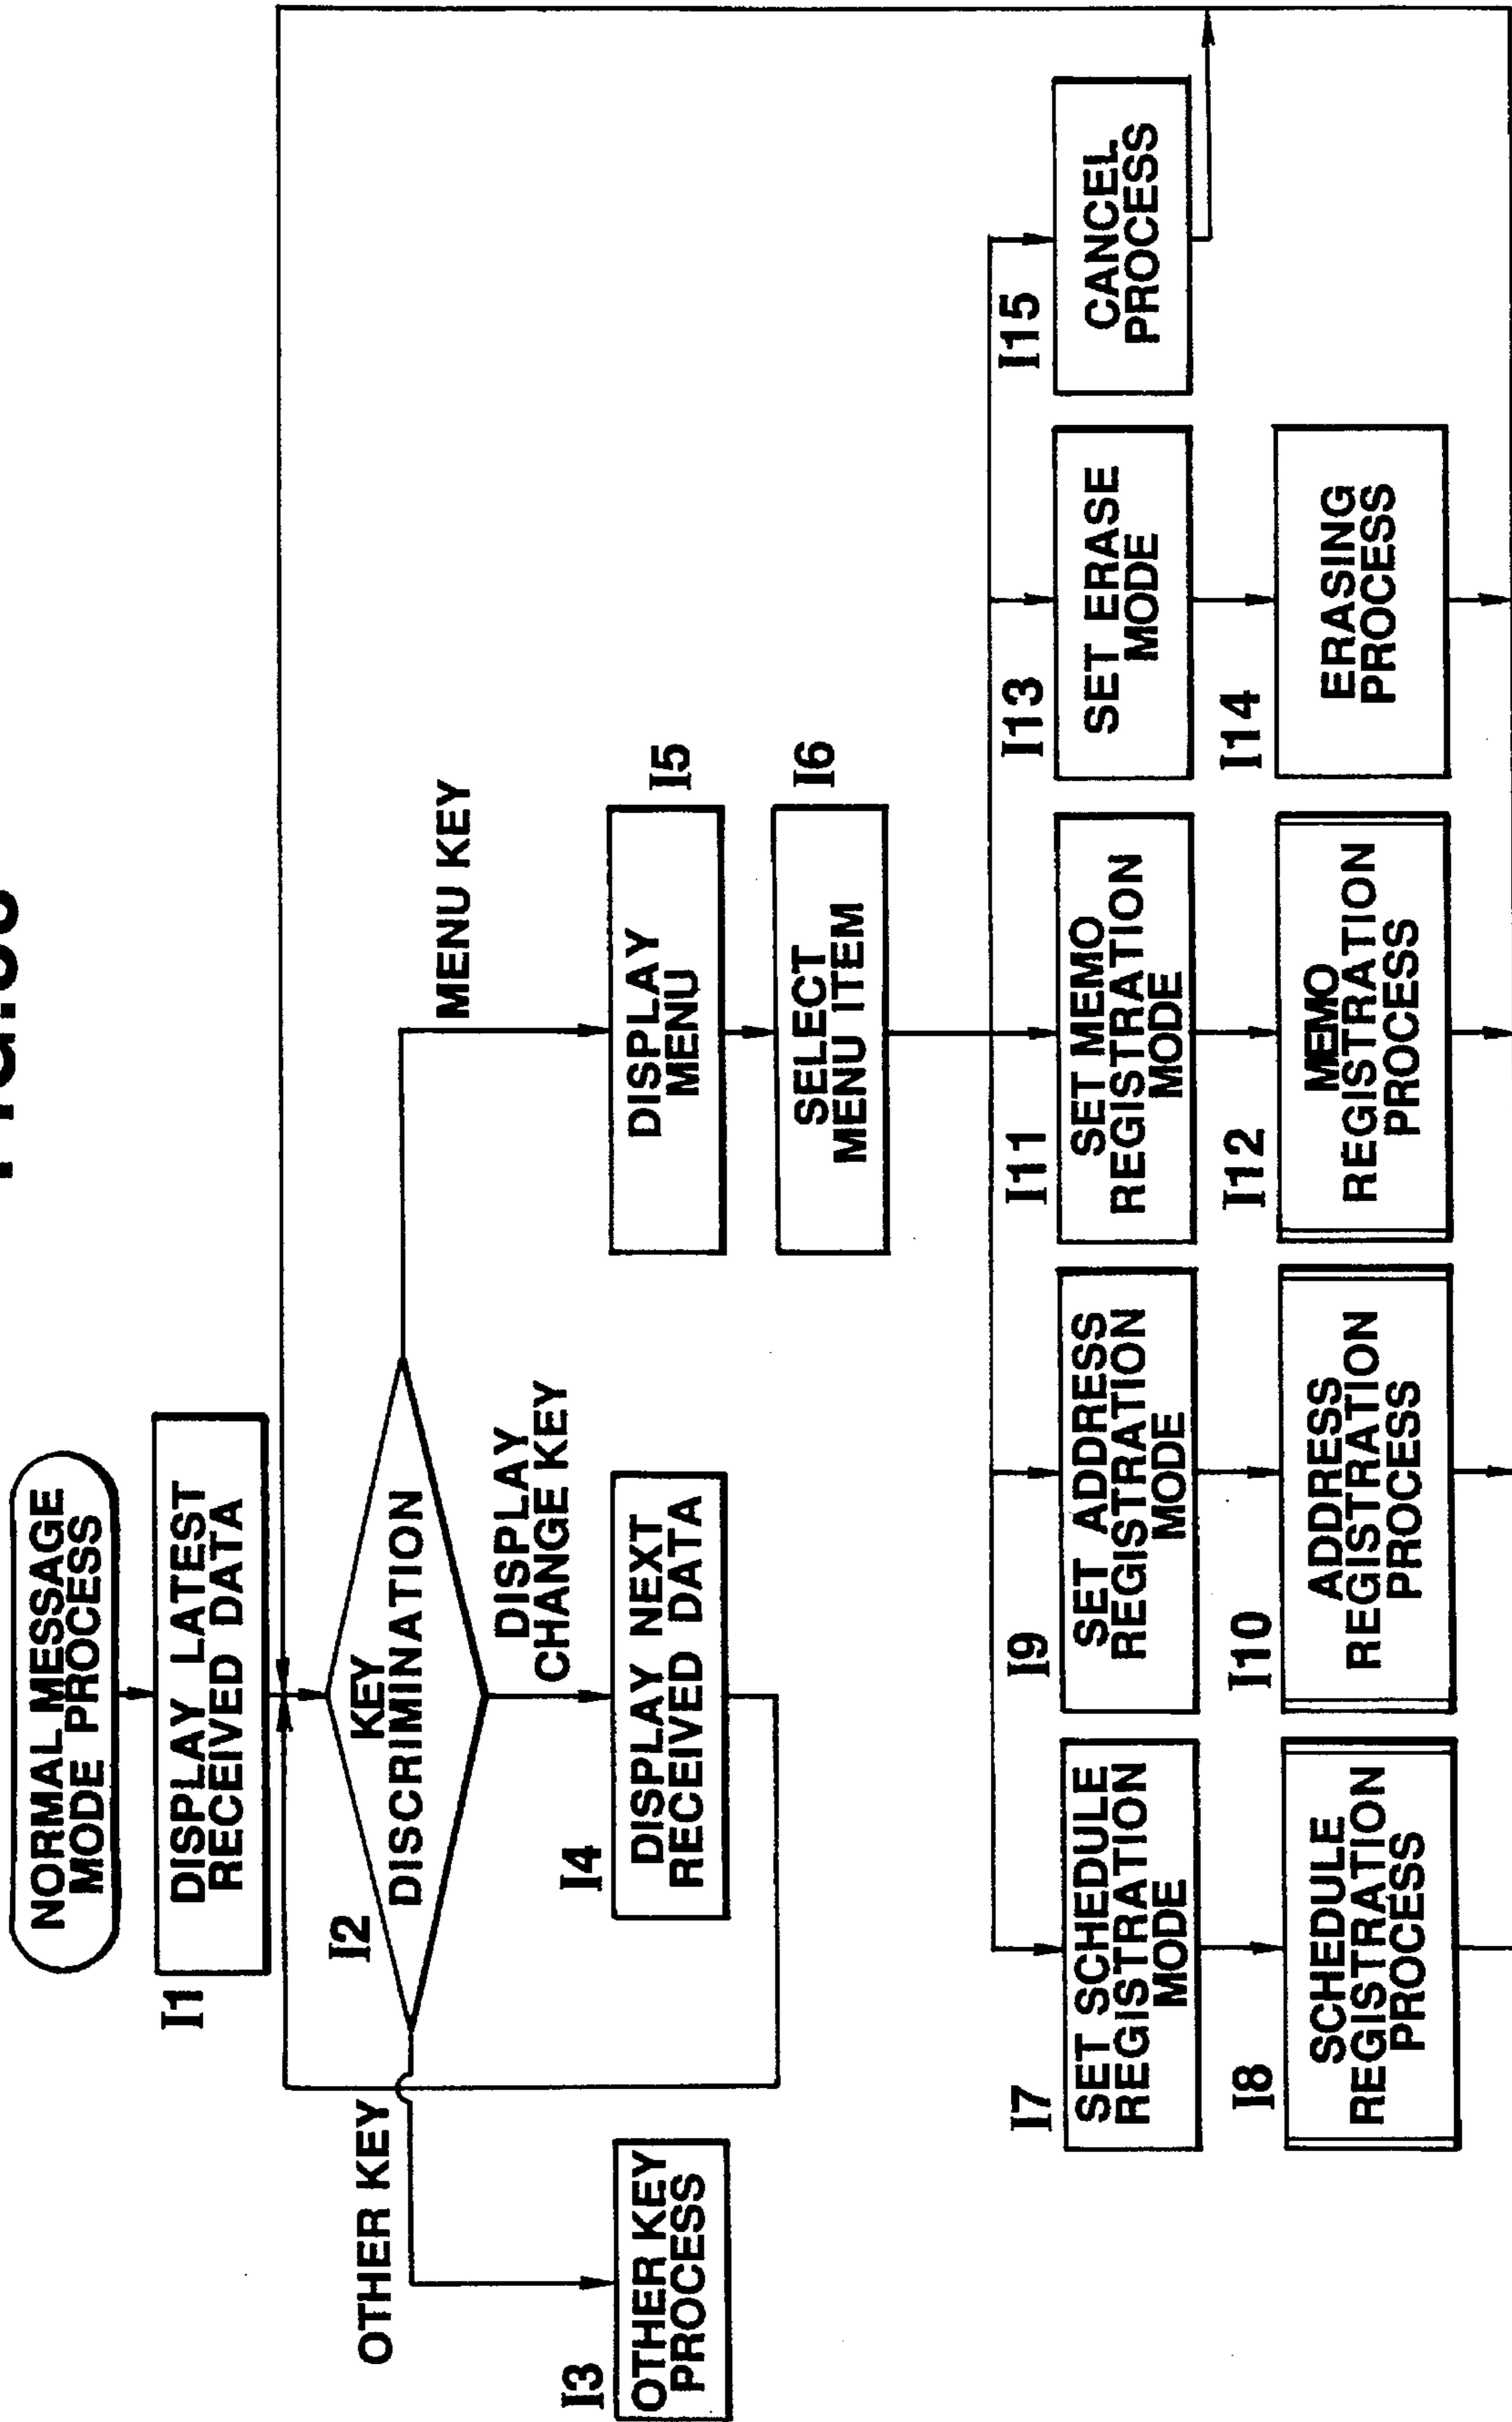 NORMAL MESSAGE
MODE PROCESS
I1
DISPLAY LATEST
RECEIVED DATA
I2
KEY
DISCRIMINATION
OTHER KEY
DISPLAY
CHANGE KEY
MENU KEY
I3
OTHER KEY
PROCESS
I4
DISPLAY NEXT
RECEIVED DATA
DISPLAY
MENU
I5
SELECT
MENU ITEM
I6
I7
SET SCHEDULE
REGISTRATION
MODE
I9
SET ADDRESS
REGISTRATION
MODE
I11
SET MEMO
REGISTRATION
MODE
I13
SET ERASE
MODE
I15
CANCEL
PROCESS
I8
SCHEDULE
REGISTRATION
PROCESS
I10
ADDRESS
REGISTRATION
PROCESS
I12
MEMO
REGISTRATION
PROCESS
I14
ERASING
PROCESS